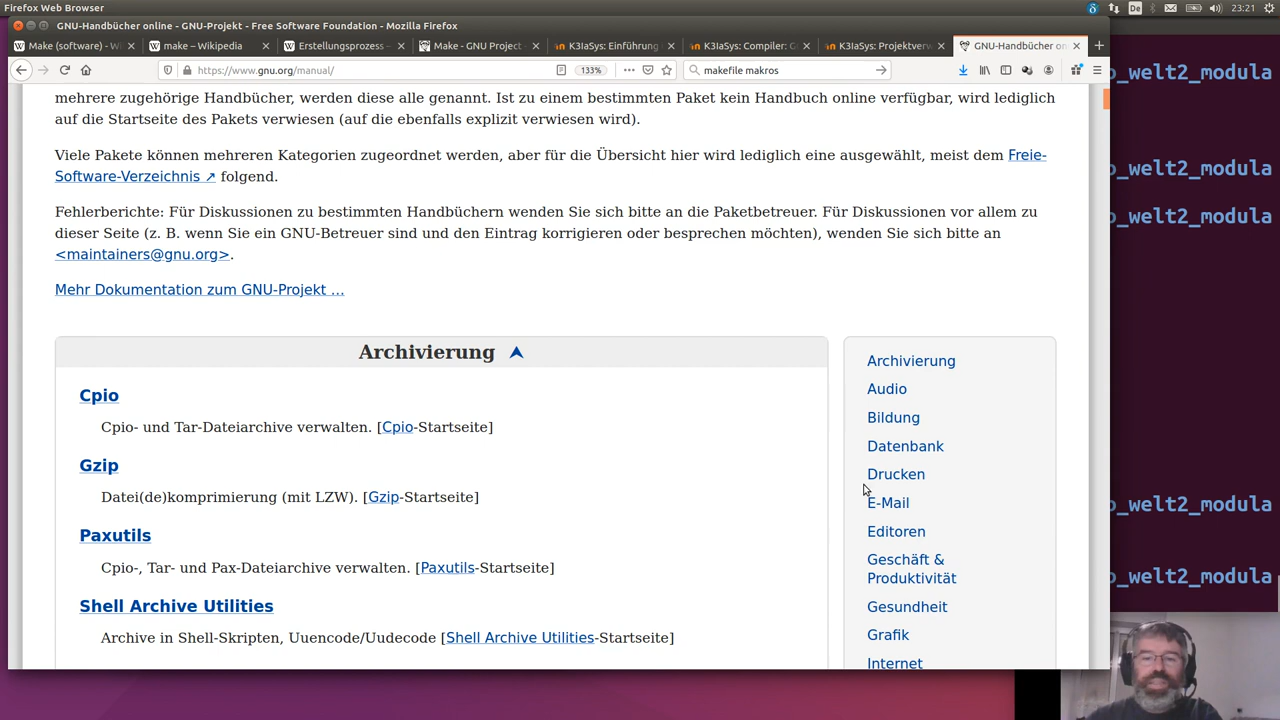 Firefox Web Browser
De
23:21
GNU-Handbücher online - GNU-Projekt - Free Software Foundation - Mozilla Firefox
Make (software) - Wi
make – Wikipedia
Erstellungsprozess –
Make - GNU Project -
K3IaSys: Einführung
K3IaSys: Compiler: G
K3IaSys: Projektverw
GNU-Handbücher on
https://www.gnu.org/manual/
133%
makefile makros
mehrere zugehörige Handbücher, werden diese alle genannt. Ist zu einem bestimmten Paket kein Handbuch online verfügbar, wird lediglich
auf die Startseite des Pakets verwiesen (auf die ebenfalls explizit verwiesen wird).
Viele Pakete können mehreren Kategorien zugeordnet werden, aber für die Übersicht hier wird lediglich eine ausgewählt, meist dem Freie-
Software-Verzeichnis ↗ folgend.
Fehlerberichte: Für Diskussionen zu bestimmten Handbüchern wenden Sie sich bitte an die Paketbetreuer. Für Diskussionen vor allem zu
dieser Seite (z. B. wenn Sie ein GNU-Betreuer sind und den Eintrag korrigieren oder besprechen möchten), wenden Sie sich bitte an
<maintainers@gnu.org>.
Mehr Dokumentation zum GNU-Projekt …
Archivierung
Cpio
Cpio- und Tar-Dateiarchive verwalten. [Cpio-Startseite]
Gzip
Datei(de)komprimierung (mit LZW). [Gzip-Startseite]
Paxutils
Cpio-, Tar- und Pax-Dateiarchive verwalten. [Paxutils-Startseite]
Shell Archive Utilities
Archive in Shell-Skripten, Uuencode/Uudecode [Shell Archive Utilities-Startseite]
Archivierung
Audio
Bildung
Datenbank
Drucken
E-Mail
Editoren
Geschäft &
Produktivität
Gesundheit
Grafik
Internet
o_welt2_modula
o_welt2_modula
o_welt2_modula
o_welt2_modula
o_welt2_modula